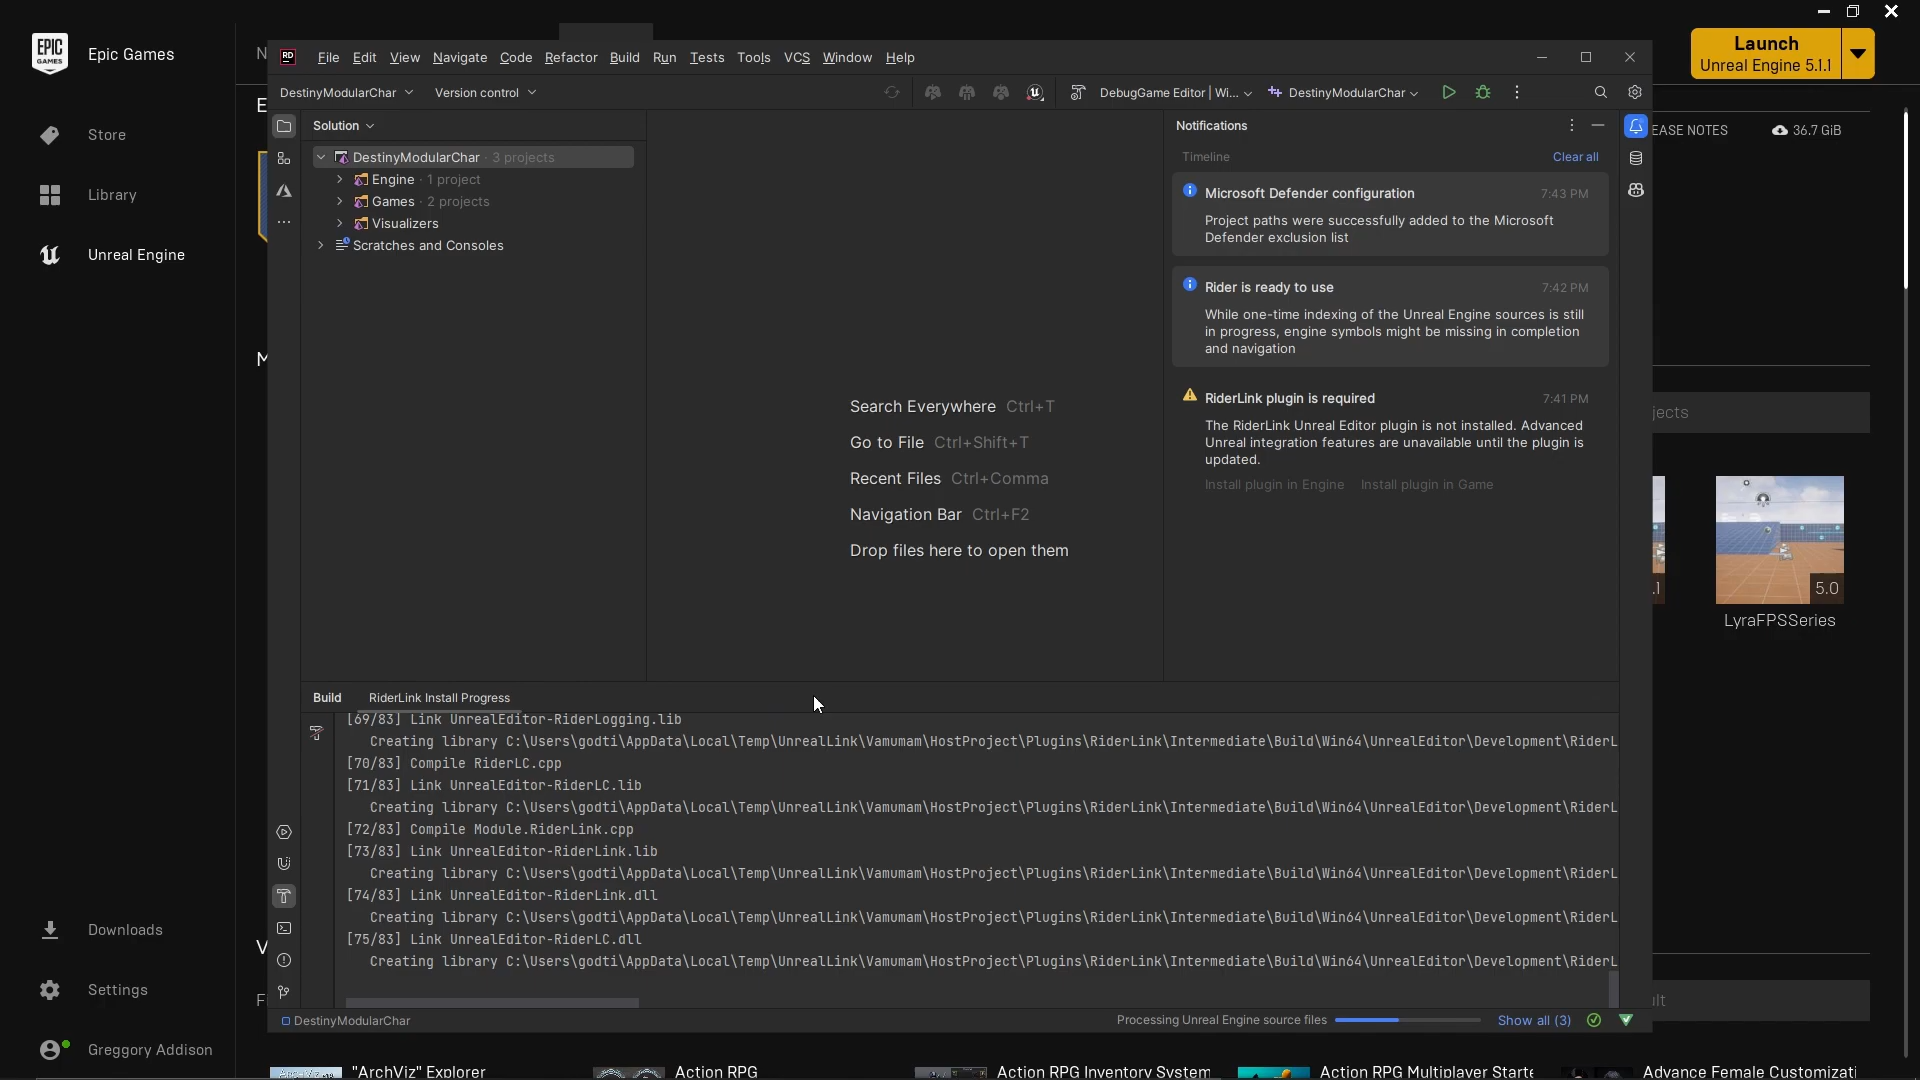 EPIC
GAMES
Epic Games
Store
Library
Unreal Engine
Downloads
Settings
Greggory Addison
Launch
Unreal Engine 5.1.1
RD
File Edit View Navigate Code Refactor Build Run Tests Tools VCS Window Help
DestinyModularChar Version control DebugGame Editor | Wi... DestinyModularChar
Solution
DestinyModularChar · 3 projects
Engine · 1 project
Games · 2 projects
Visualizers
Scratches and Consoles
Search Everywhere Ctrl+T
Go to File Ctrl+Shift+T
Recent Files Ctrl+Comma
Navigation Bar Ctrl+F2
Drop files here to open them
Notifications
Timeline Clear all
Microsoft Defender configuration 7:43 PM
Project paths were successfully added to the Microsoft
Defender exclusion list
Rider is ready to use 7:42 PM
While one-time indexing of the Unreal Engine sources is still
in progress, engine symbols might be missing in completion
and navigation
RiderLink plugin is required 7:41 PM
The RiderLink Unreal Editor plugin is not installed. Advanced
Unreal integration features are unavailable until the plugin is
updated.
Install plugin in Engine Install plugin in Game
EASE NOTES 36.7 GiB
jects
.1
5.0
LyraFPSSeries
Build RiderLink Install Progress
[69/83] Link UnrealEditor-RiderLogging.lib
Creating library C:\Users\godti\AppData\Local\Temp\UnrealLink\Vamumam\HostProject\Plugins\RiderLink\Intermediate\Build\Win64\UnrealEditor\Development\RiderL
[70/83] Compile RiderLC.cpp
[71/83] Link UnrealEditor-RiderLC.lib
Creating library C:\Users\godti\AppData\Local\Temp\UnrealLink\Vamumam\HostProject\Plugins\RiderLink\Intermediate\Build\Win64\UnrealEditor\Development\RiderL
[72/83] Compile Module.RiderLink.cpp
[73/83] Link UnrealEditor-RiderLink.lib
Creating library C:\Users\godti\AppData\Local\Temp\UnrealLink\Vamumam\HostProject\Plugins\RiderLink\Intermediate\Build\Win64\UnrealEditor\Development\RiderL
[74/83] Link UnrealEditor-RiderLink.dll
Creating library C:\Users\godti\AppData\Local\Temp\UnrealLink\Vamumam\HostProject\Plugins\RiderLink\Intermediate\Build\Win64\UnrealEditor\Development\RiderL
[75/83] Link UnrealEditor-RiderLC.dll
Creating library C:\Users\godti\AppData\Local\Temp\UnrealLink\Vamumam\HostProject\Plugins\RiderLink\Intermediate\Build\Win64\UnrealEditor\Development\RiderL
DestinyModularChar Processing Unreal Engine source files Show all (3)
ult
"ArchViz" Explorer Action RPG Action RPG Inventory System Action RPG Multiplayer Starte Advance Female Customizati